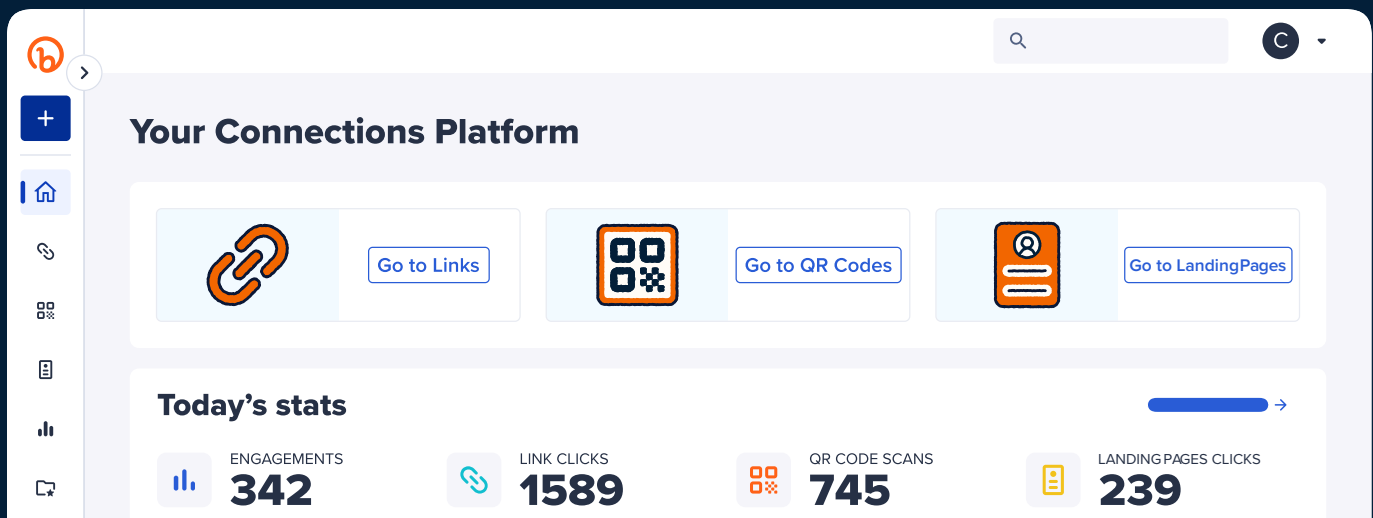 b
C
Your Connections Platform
Go to Links
Go to QR Codes
Go to LandingPages
Today's stats
ENGAGEMENTS
342
LINK CLICKS
1589
QR CODE SCANS
745
LANDING PAGES CLICKS
239